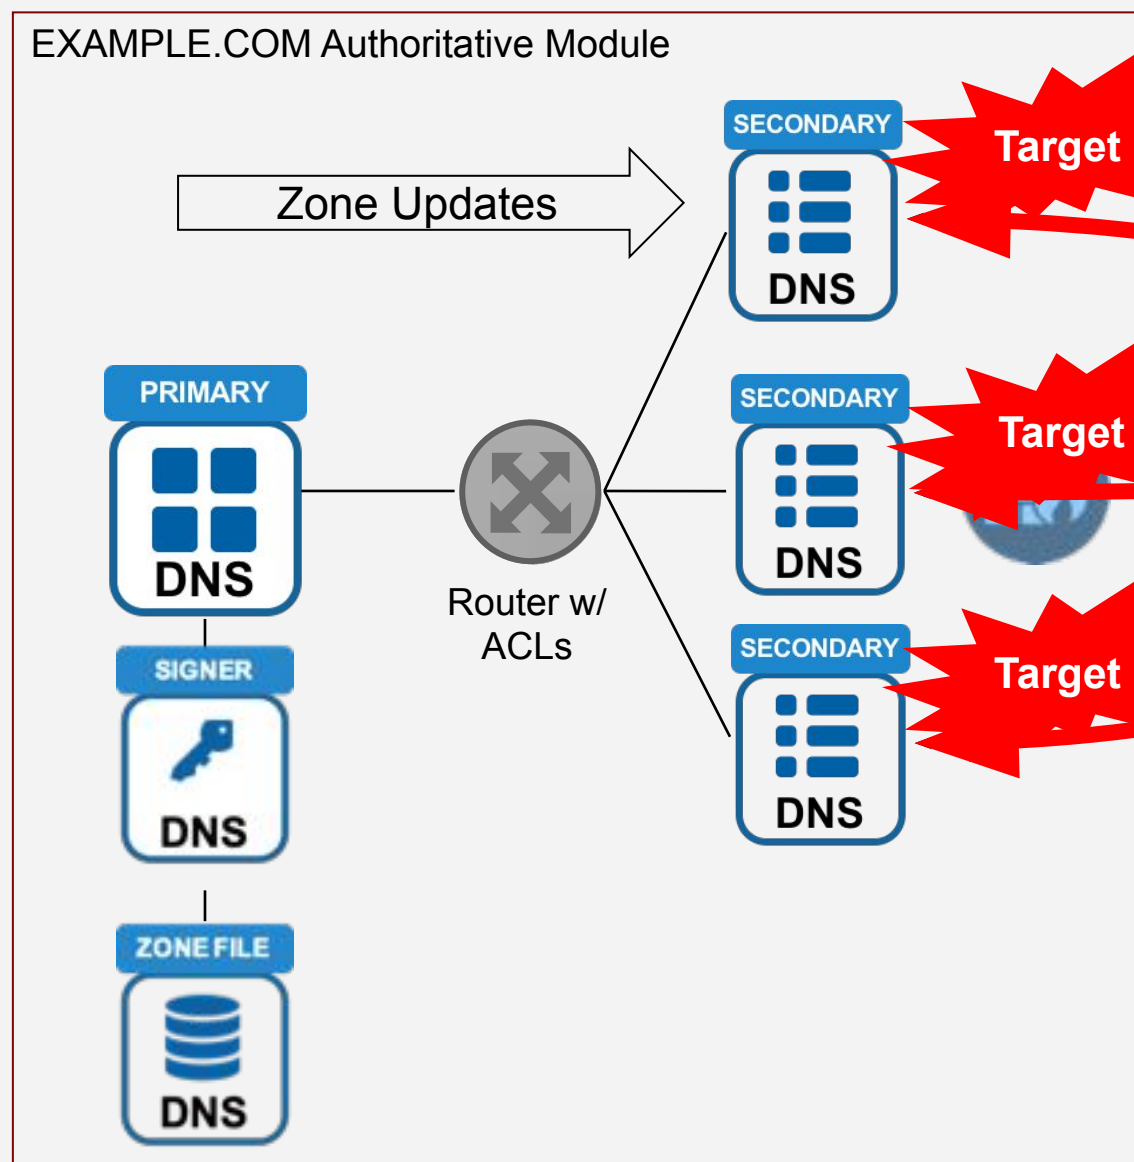 EXAMPLE.COM Authoritative Module
SECONDARY
Target
Zone Updates
DNS
PRIMARY
SECONDARY
Target
DNS
DNS
Router w/
ACLs
SECONDARY
Target
SIGNER
DNS
DNS
ZONE FILE
DNS